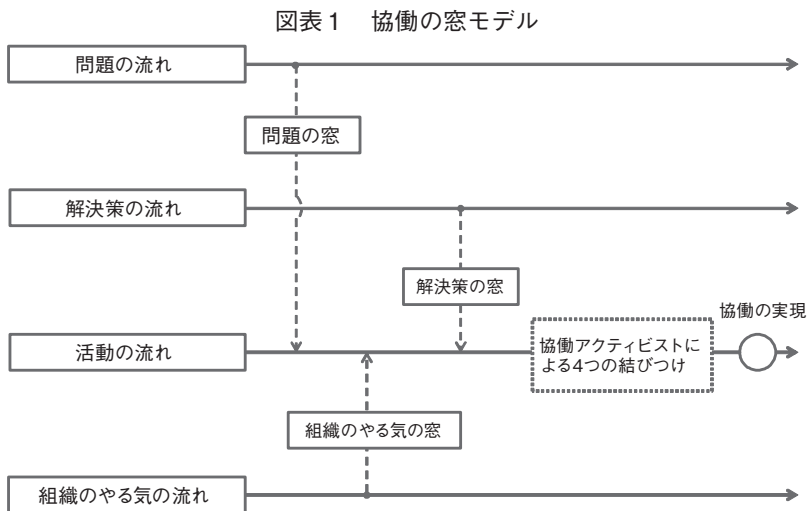 図表1 協働の窓モデル
問題の流れ
問題の窓
解決策の流れ
解決策の窓
協働の実現
活動の流れ
協働アクティビストに
よる4つの結びつけ
組織のやる気の窓
組織のやる気の流れ